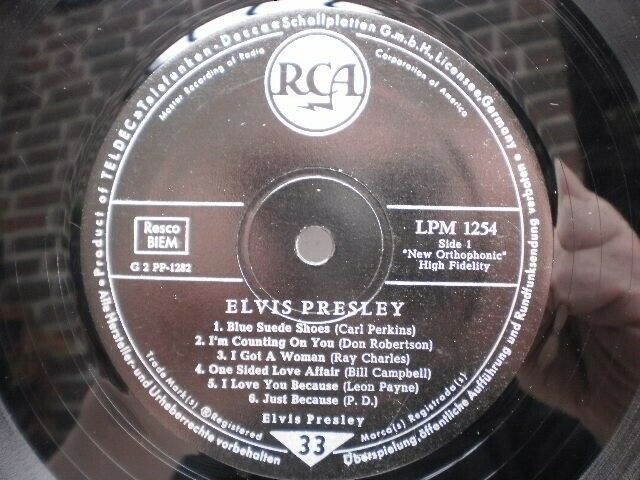 Product of TELDEC »Telefunken-Decca« Schallplatten G.m.b.H., Licensee, Germany
Master Recording of Radio Corporation of America
RCA
Resco
BIEM
G 2 PP-1282
LPM 1254
Side 1
"New Orthophonic"
High Fidelity
ELVIS PRESLEY
1. Blue Suede Shoes (Carl Perkins)
2. I'm Counting On You (Don Robertson)
3. I Got A Woman (Ray Charles)
4. One Sided Love Affair (Bill Campbell)
5. I Love You Because (Leon Payne)
6. Just Because (P. D.)
Elvis Presley
Trade Mark(s) ®Registered
Marca(s) Registrada(s)
33
Alle Hersteller- und Urheberrechte vorbehalten
Überspielung, öffentliche Aufführung und Rundfunksendung verboten